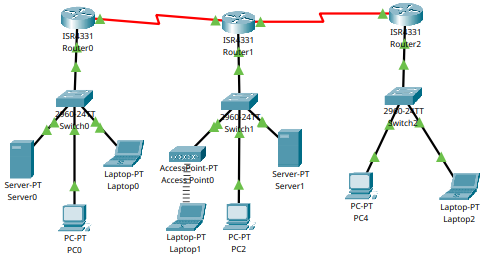 ISR4331
Router0
ISR4331
Router1
ISR4331
Router2
2960-24TT
Switch0
2960-24TT
Switch1
2960-24TT
Switch2
Server-PT
Server0
Laptop-PT
Laptop0
AccessPoint-PT
AccessPoint0
Server-PT
Server1
PC-PT
PC0
Laptop-PT
Laptop1
PC-PT
PC2
PC-PT
PC4
Laptop-PT
Laptop2